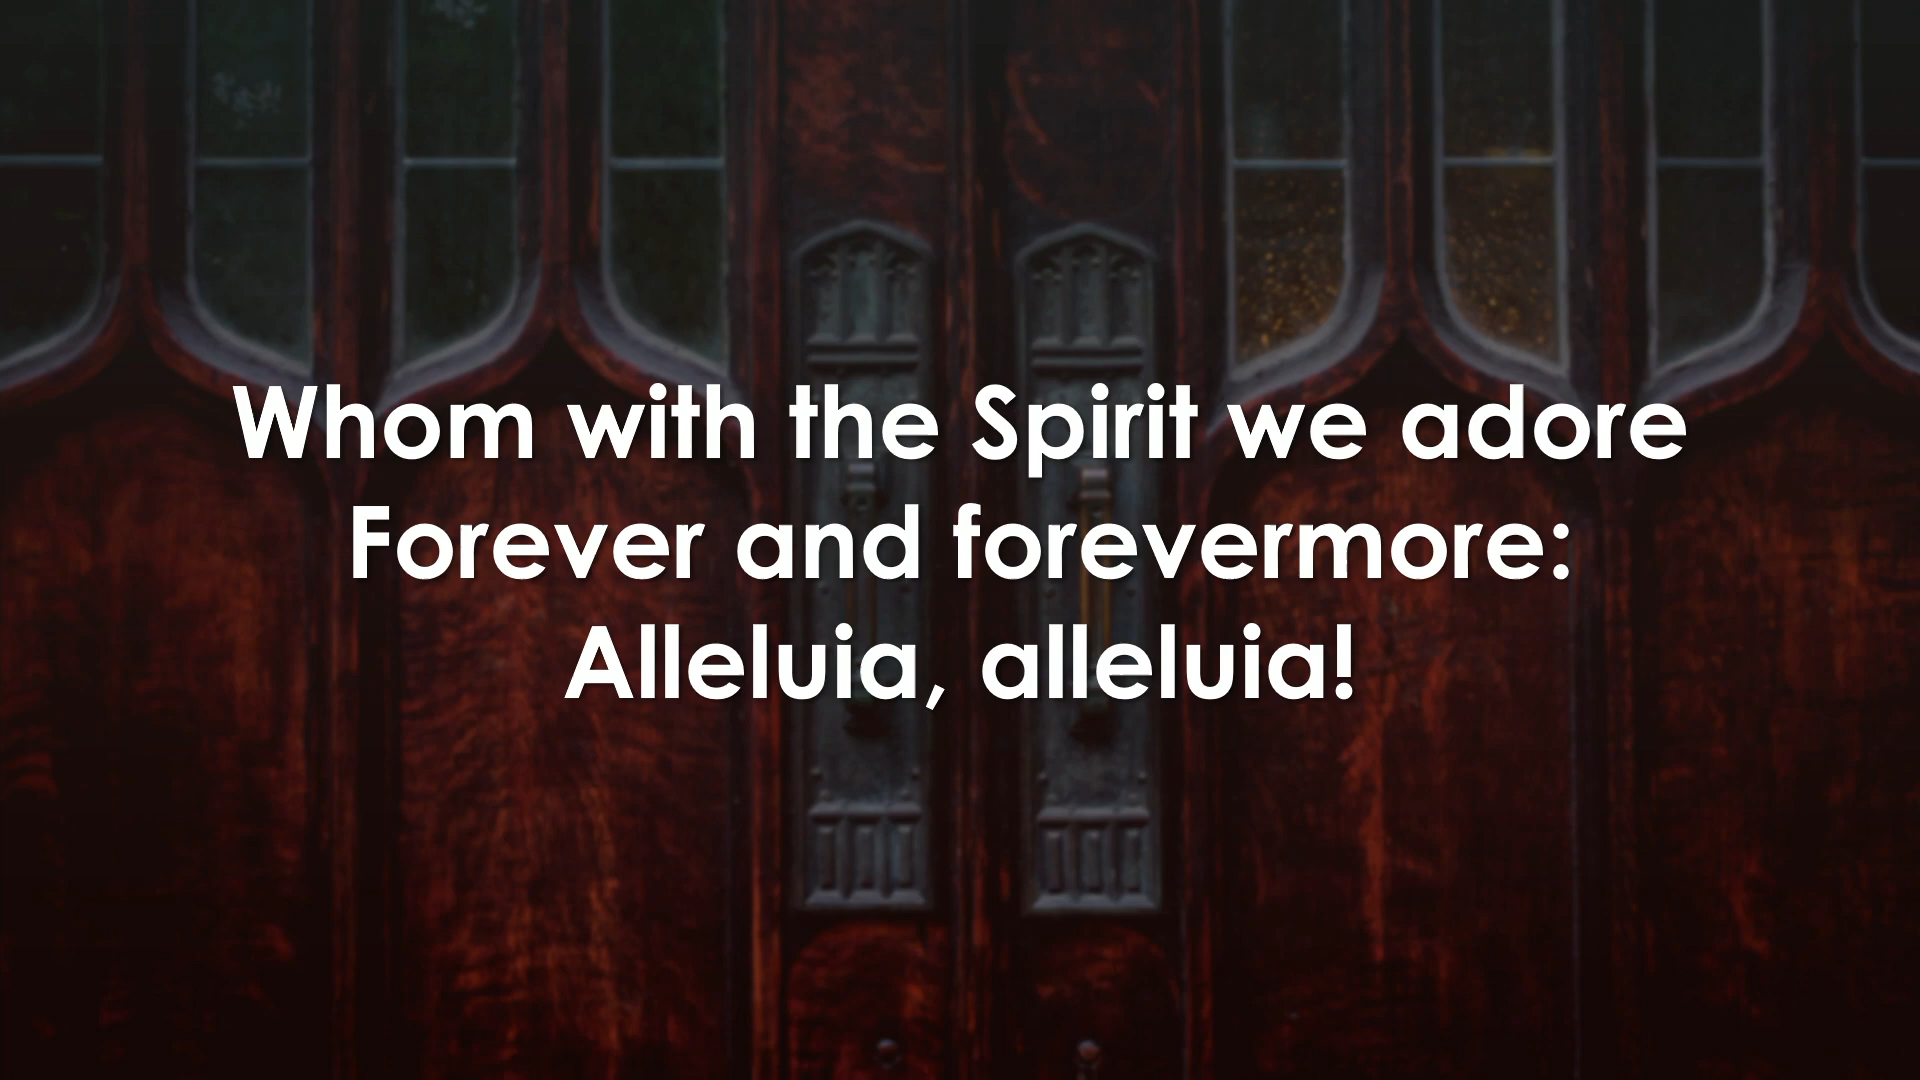 Whom with the Spirit we adore
Forever and forevermore:
Alleluia, alleluia!